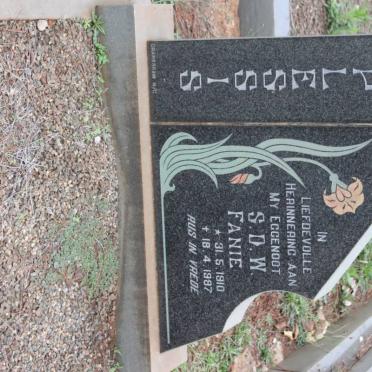 PLESSIS
IN
LIEFDEVOLLE
HERINNERING AAN
MY EGGENOOT
S.D.W.
FANIE
★ 31. 5. 1910
✝ 18. 4. 1987
RUS IN VREDE